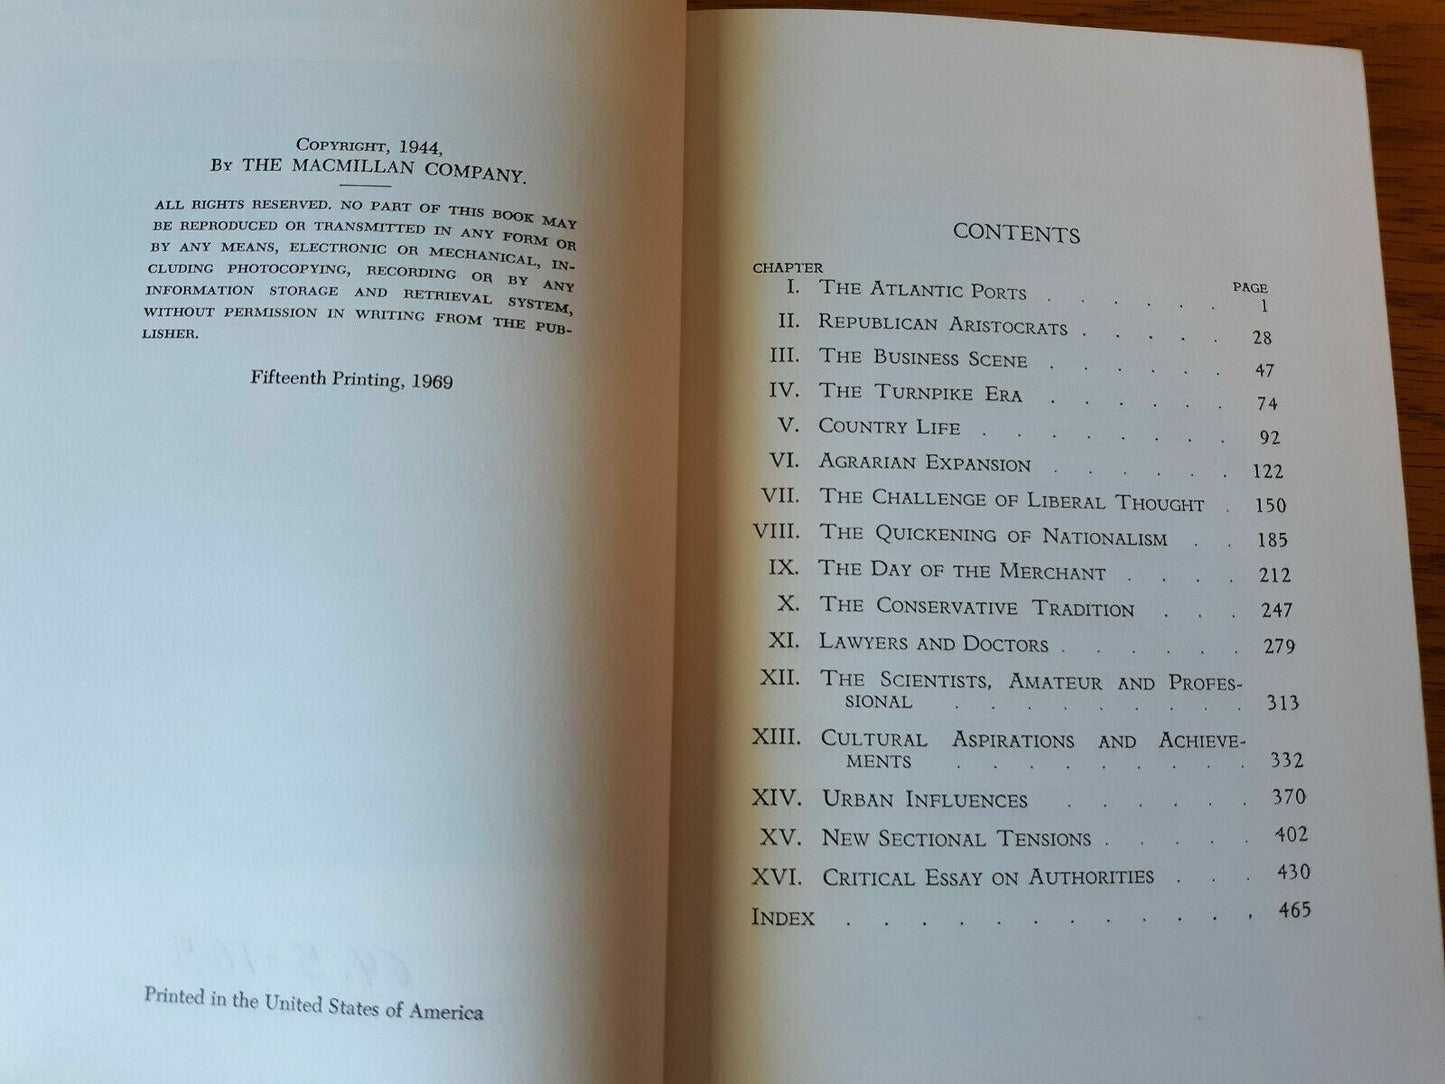 COPYRIGHT, 1944,
BY THE MACMILLAN COMPANY.
ALL RIGHTS RESERVED. NO PART OF THIS BOOK MAY
BE REPRODUCED OR TRANSMITTED IN ANY FORM OR
BY ANY MEANS, ELECTRONIC OR MECHANICAL, IN-
CLUDING PHOTOCOPYING, RECORDING OR BY ANY
INFORMATION STORAGE AND RETRIEVAL SYSTEM,
WITHOUT PERMISSION IN WRITING FROM THE PUB-
LISHER.
Fifteenth Printing, 1969
Printed in the United States of America
CONTENTS
CHAPTER PAGE
I. THE ATLANTIC PORTS . . . . . . 1
II. REPUBLICAN ARISTOCRATS . . . . . 28
III. THE BUSINESS SCENE . . . . . . 47
IV. THE TURNPIKE ERA . . . . . . 74
V. COUNTRY LIFE . . . . . . . . 92
VI. AGRARIAN EXPANSION . . . . . . 122
VII. THE CHALLENGE OF LIBERAL THOUGHT . 150
VIII. THE QUICKENING OF NATIONALISM . . 185
IX. THE DAY OF THE MERCHANT . . . . 212
X. THE CONSERVATIVE TRADITION . . . 247
XI. LAWYERS AND DOCTORS . . . . . . 279
XII. THE SCIENTISTS, AMATEUR AND PROFES-
SIONAL . . . . . . . . . 313
XIII. CULTURAL ASPIRATIONS AND ACHIEVE-
MENTS . . . . . . . . . 332
XIV. URBAN INFLUENCES . . . . . . 370
XV. NEW SECTIONAL TENSIONS . . . . . 402
XVI. CRITICAL ESSAY ON AUTHORITIES . . . 430
INDEX . . . . . . . . . . . . 465